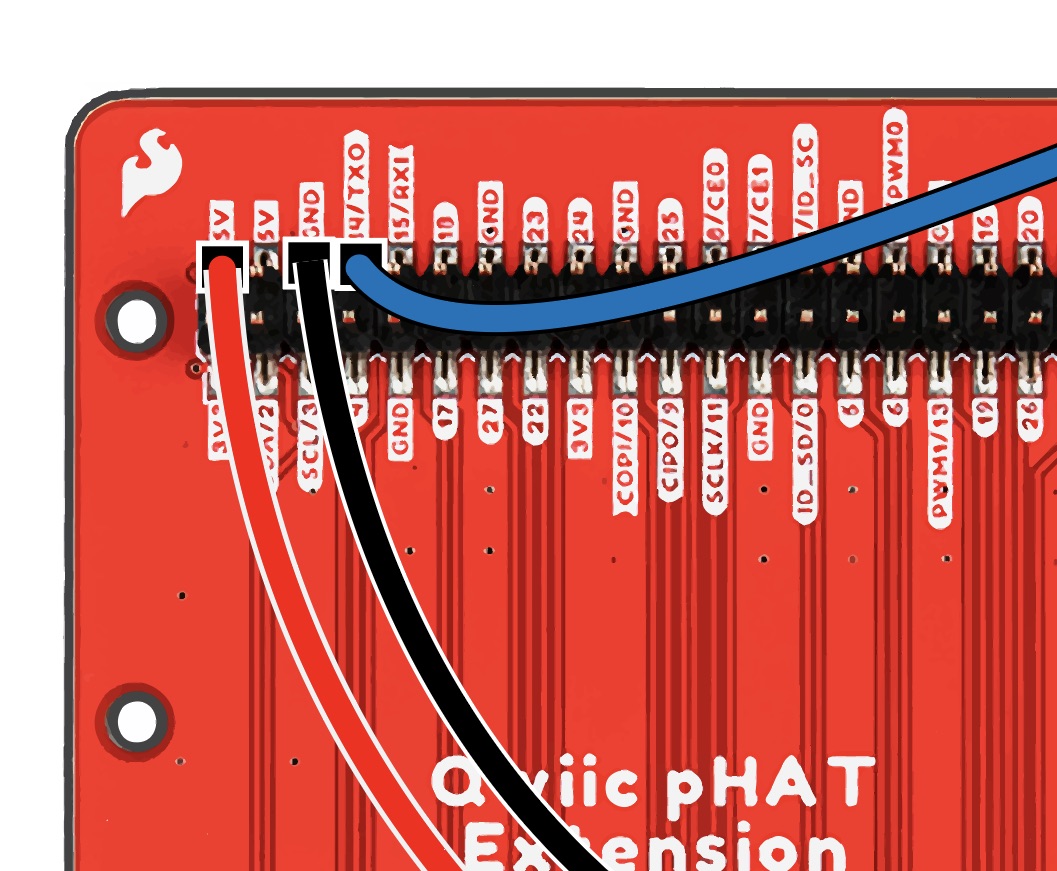 5V
5V
GND
14/TXO
15/RXI
18
GND
23
24
GND
25
8/CE0
7/CE1
1/ID_SC
GND
PWM0
16
20
3V3
SCL/3
GND
17
27
22
3V3
COPI/10
CIPO/9
SCLK/11
GND
ID_SD/0
6
PWM1/13
19
26
Qwiic pHAT
Extension